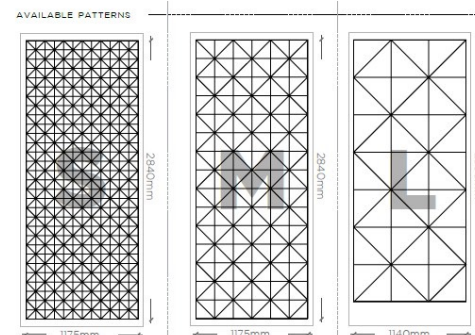 AVAILABLE PATTERNS
S
M
L
2840mm
2840mm
1175mm
1175mm
1140mm